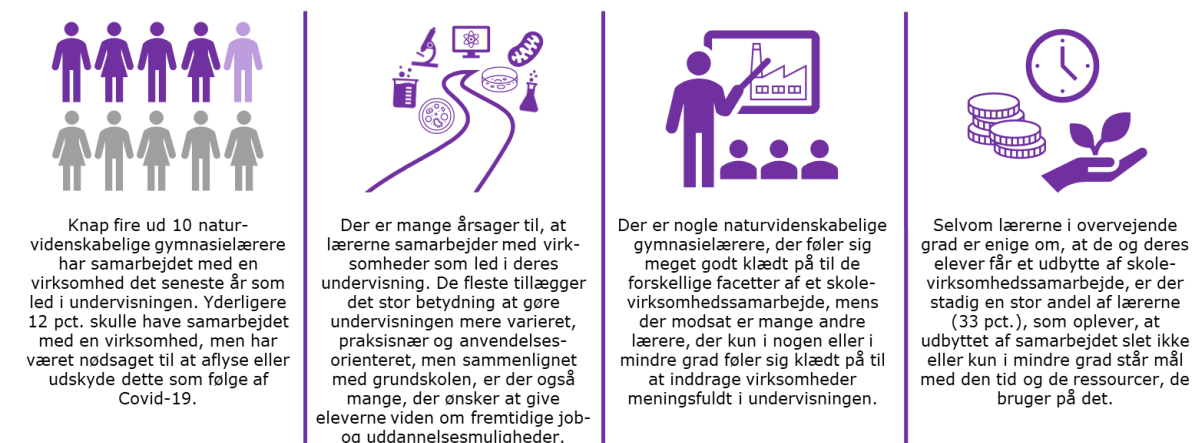 Knap fire ud 10 natur-
videnskabelige gymnasielærere
har samarbejdet med en
virksomhed det seneste år som
led i undervisningen. Yderligere
12 pct. skulle have samarbejdet
med en virksomhed, men har
været nødsaget til at aflyse eller
udskyde dette som følge af
Covid-19.
Der er mange årsager til, at
lærerne samarbejder med virk-
somheder som led i deres
undervisning. De fleste tillægger
det stor betydning at gøre
undervisningen mere varieret,
praksisnær og anvendelses-
orienteret, men sammenlignet
med grundskolen, er der også
mange, der ønsker at give
eleverne viden om fremtidige job-
og uddannelsesmuligheder.
Der er nogle naturvidenskabelige
gymnasielærere, der føler sig
meget godt klædt på til de
forskellige facetter af et skole-
virksomhedssamarbejde, mens
der modsat er mange andre
lærere, der kun i nogen eller i
mindre grad føler sig klædt på til
at inddrage virksomheder
meningsfuldt i undervisningen.
Selvom lærerne i overvejende
grad er enige om, at de og deres
elever får et udbytte af skole-
virksomhedssamarbejde, er der
stadig en stor andel af lærerne
(33 pct.), som oplever, at
udbyttet af samarbejdet slet ikke
eller kun i mindre grad står mål
med den tid og de ressourcer, de
bruger på det.